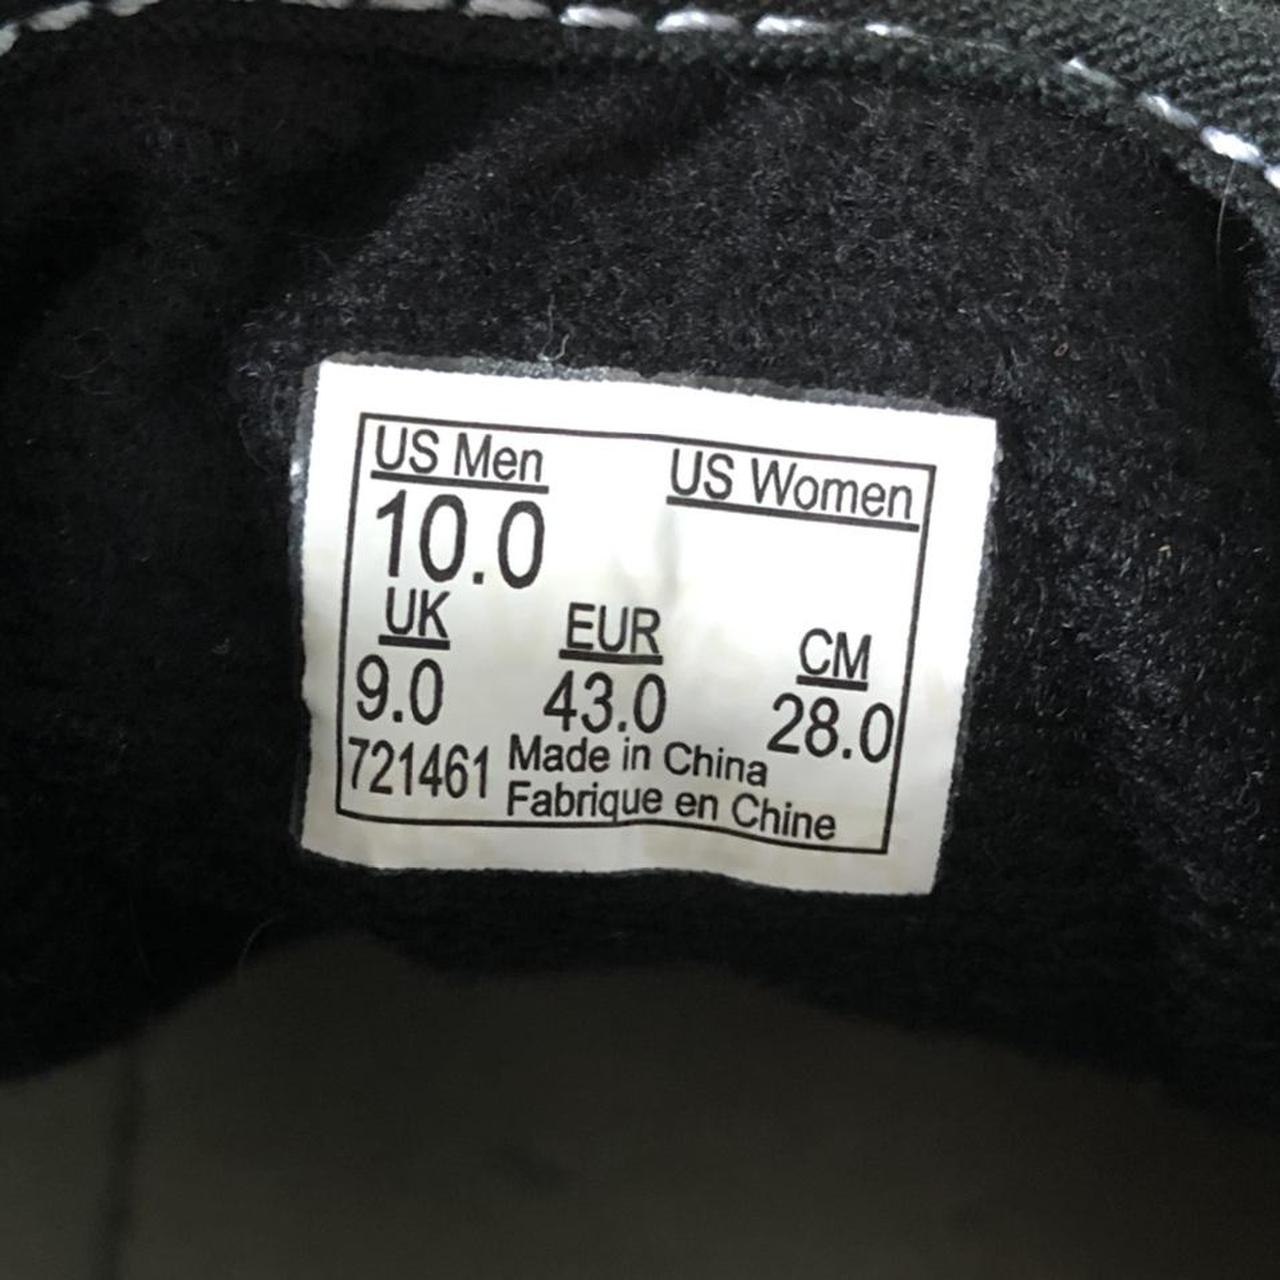 US Men US Women
10.0
UK EUR CM
9.0 43.0 28.0
721461 Made in China
Fabrique en Chine